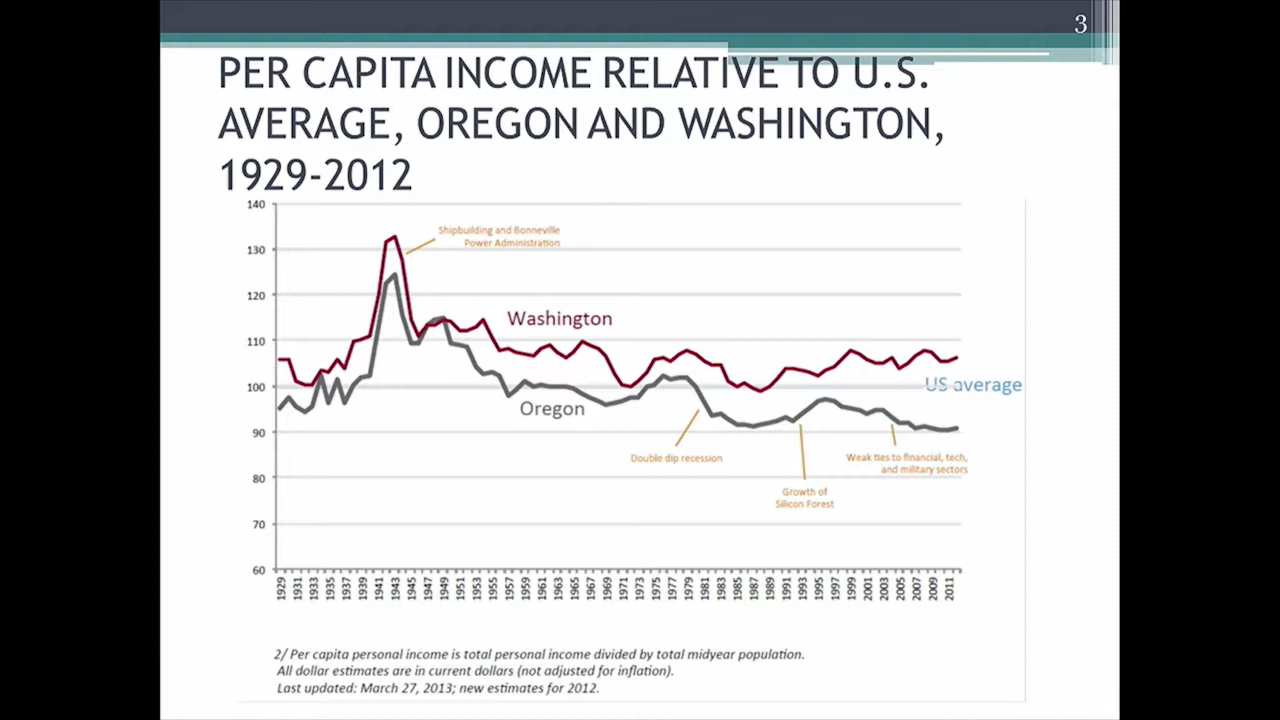 3
PER CAPITA INCOME RELATIVE TO U.S.
AVERAGE, OREGON AND WASHINGTON,
1929-2012
140
130
120
110
100
90
80
70
60
Shipbuilding and Bonneville
Power Administration
Washington
US average
Oregon
Double dip recession
Weak ties to financial, tech,
and military sectors
Growth of
Silicon Forest
1929 1931 1933 1935 1937 1939 1941 1943 1945 1947 1949 1951 1953 1955 1957 1959 1961 1963 1965 1967 1969 1971 1973 1975 1977 1979 1981 1983 1985 1987 1989 1991 1993 1995 1997 1999 2001 2003 2005 2007 2009 2011
2/ Per capita personal income is total personal income divided by total midyear population.
All dollar estimates are in current dollars (not adjusted for inflation).
Last updated: March 27, 2013; new estimates for 2012.